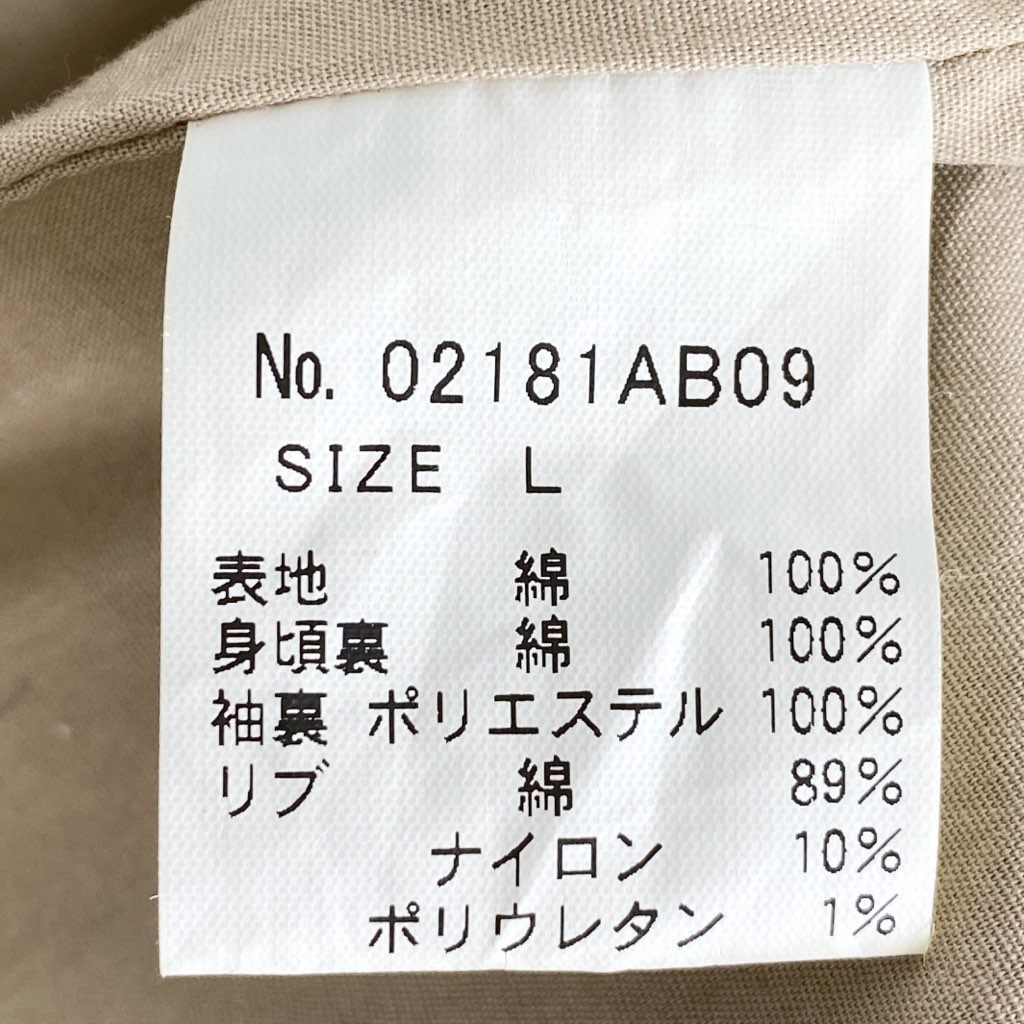 No. 02181AB09
SIZE L
表地 綿 100%
身頃裏 綿 100%
袖裏 ポリエステル 100%
リブ 綿 89%
ナイロン 10%
ポリウレタン 1%